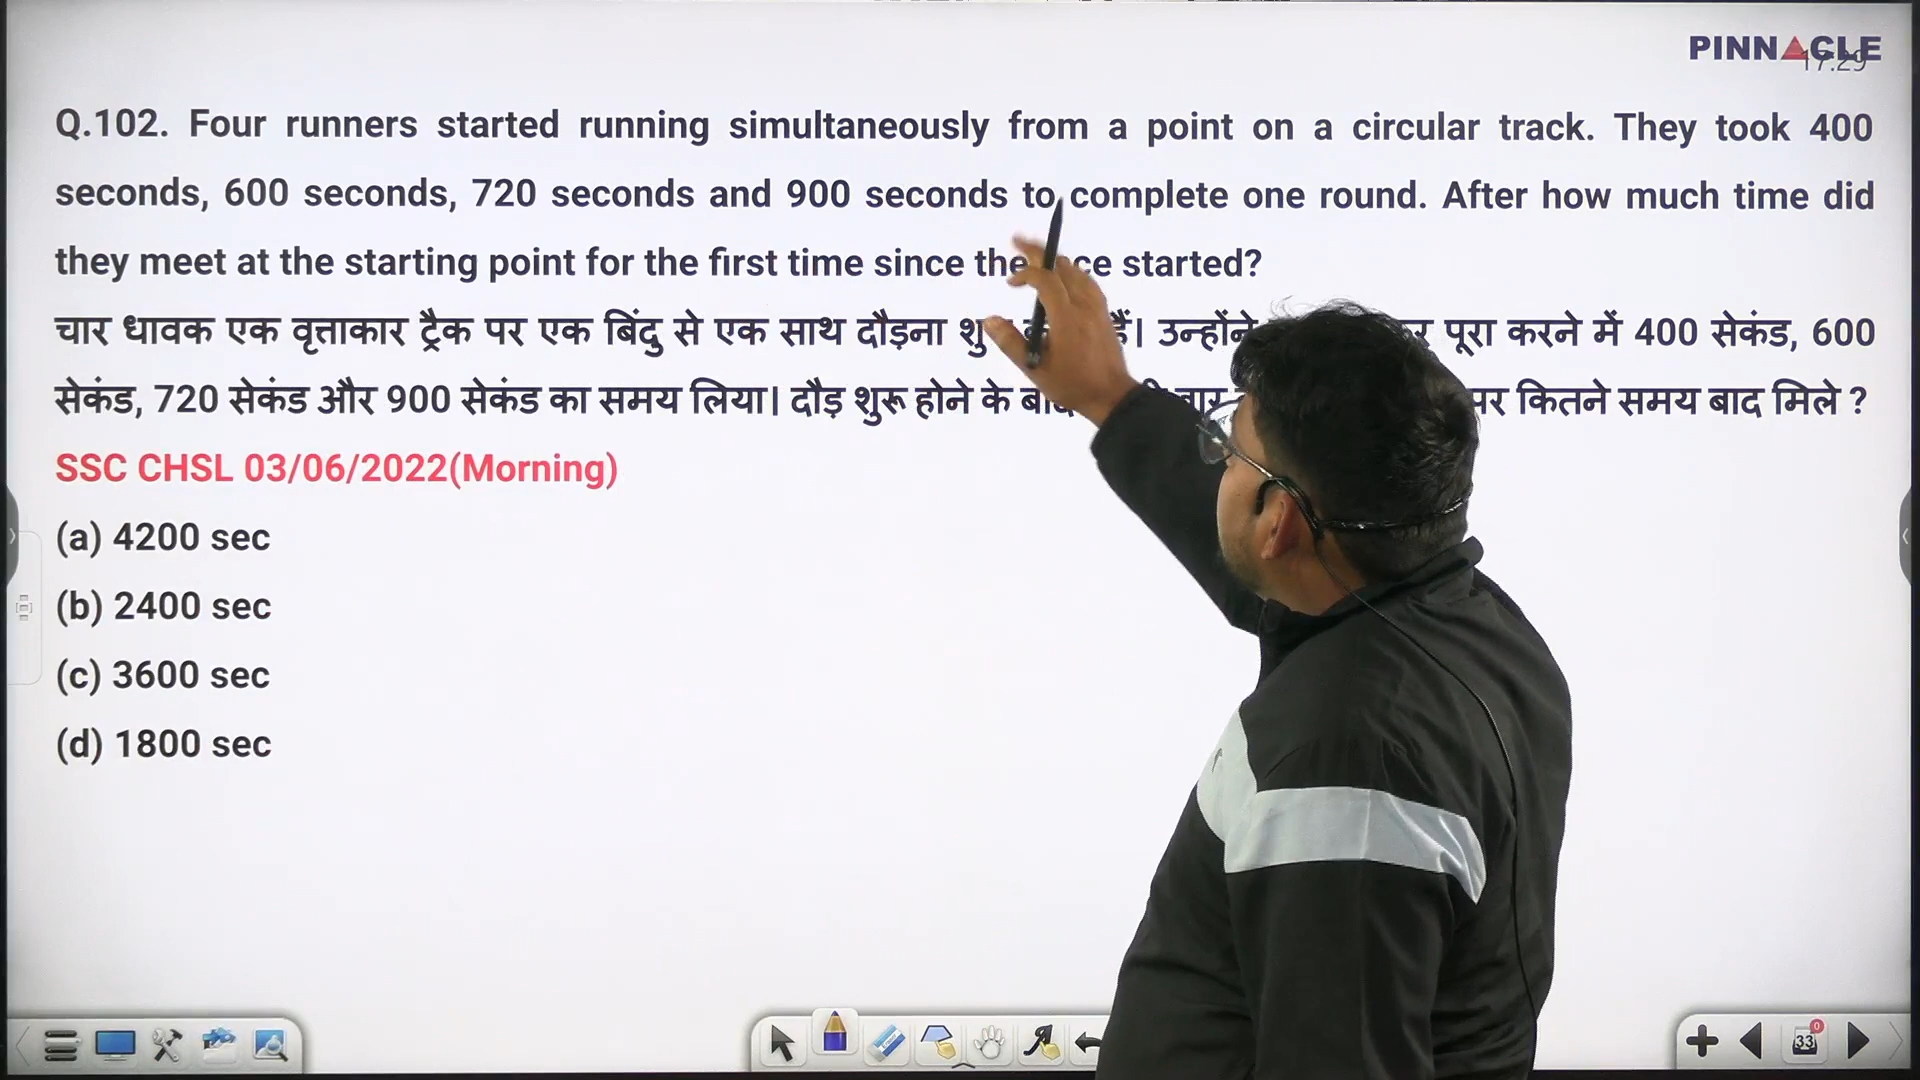 PINNACLE
17:29
Q.102. Four runners started running simultaneously from a point on a circular track. They took 400
seconds, 600 seconds, 720 seconds and 900 seconds to complete one round. After how much time did
they meet at the starting point for the first time since the ce started?
चार धावक एक वृत्ताकार ट्रैक पर एक बिंदु से एक साथ दौड़ना हैं। उन्होंने पूरा करने में 400 सेकंड, 600
सेकंड, 720 सेकंड और 900 सेकंड का समय लिया। दौड़ शुरू होने के पर कितने समय बाद मिले ?
SSC CHSL 03/06/2022(Morning)
(a) 4200 sec
(b) 2400 sec
(c) 3600 sec
(d) 1800 sec
0
33